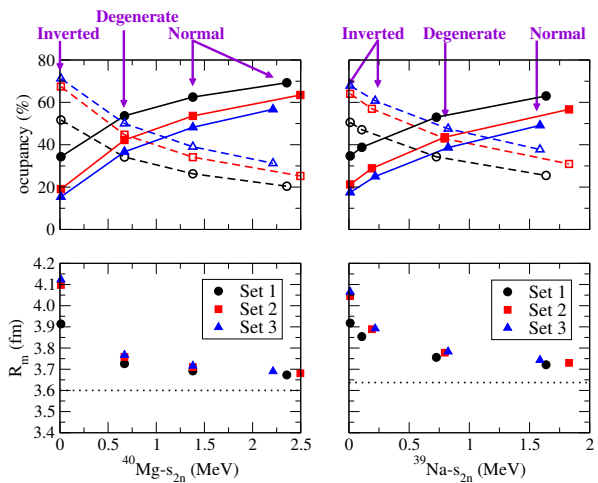 Degenerate
Inverted Normal
Inverted Degenerate Normal
ocupancy (%)
80
60
40
20
0
R_m (fm)
4.2
4.1
4.0
3.9
3.8
3.7
3.6
3.5
3.4
Set 1
Set 2
Set 3
Set 1
Set 2
Set 3
0 0.5 1 1.5 2 2.5
0 0.5 1 1.5 2
⁴⁰Mg-s₂ₙ (MeV)
³⁹Na-s₂ₙ (MeV)